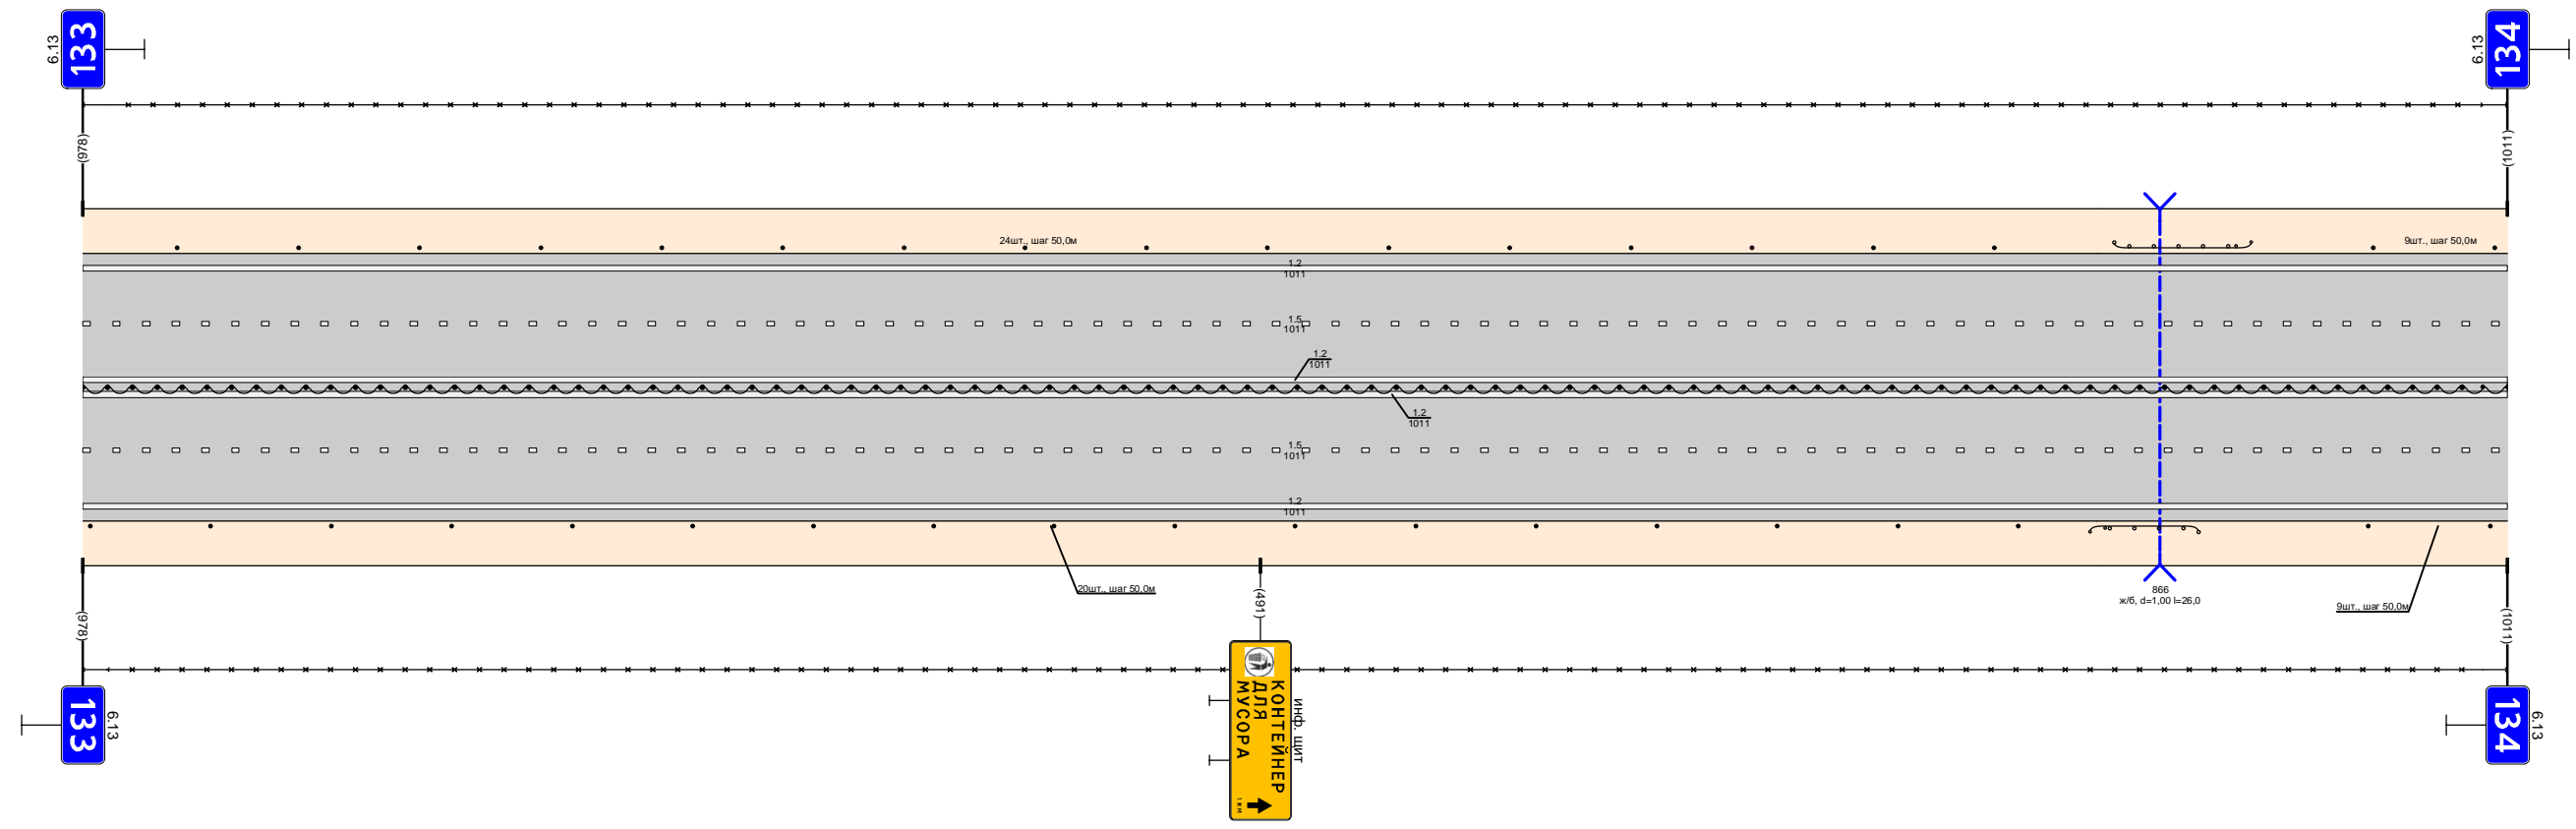 6.13
133
6.13
134
(978)
(1011)
24шт., шаг 50,0м
9шт., шаг 50,0м
1.2
1011
1.5
1011
1.2
1011
1.2
1011
1.5
1011
1.2
1011
20шт., шаг 50,0м
866
ж/б, d=1,00 l=26,0
9шт., шаг 50,0м
(978)
(491)
(1011)
133
6.13
КОНТЕЙНЕР
ДЛЯ
МУСОРА
1 км
инф. щит
134
6.13